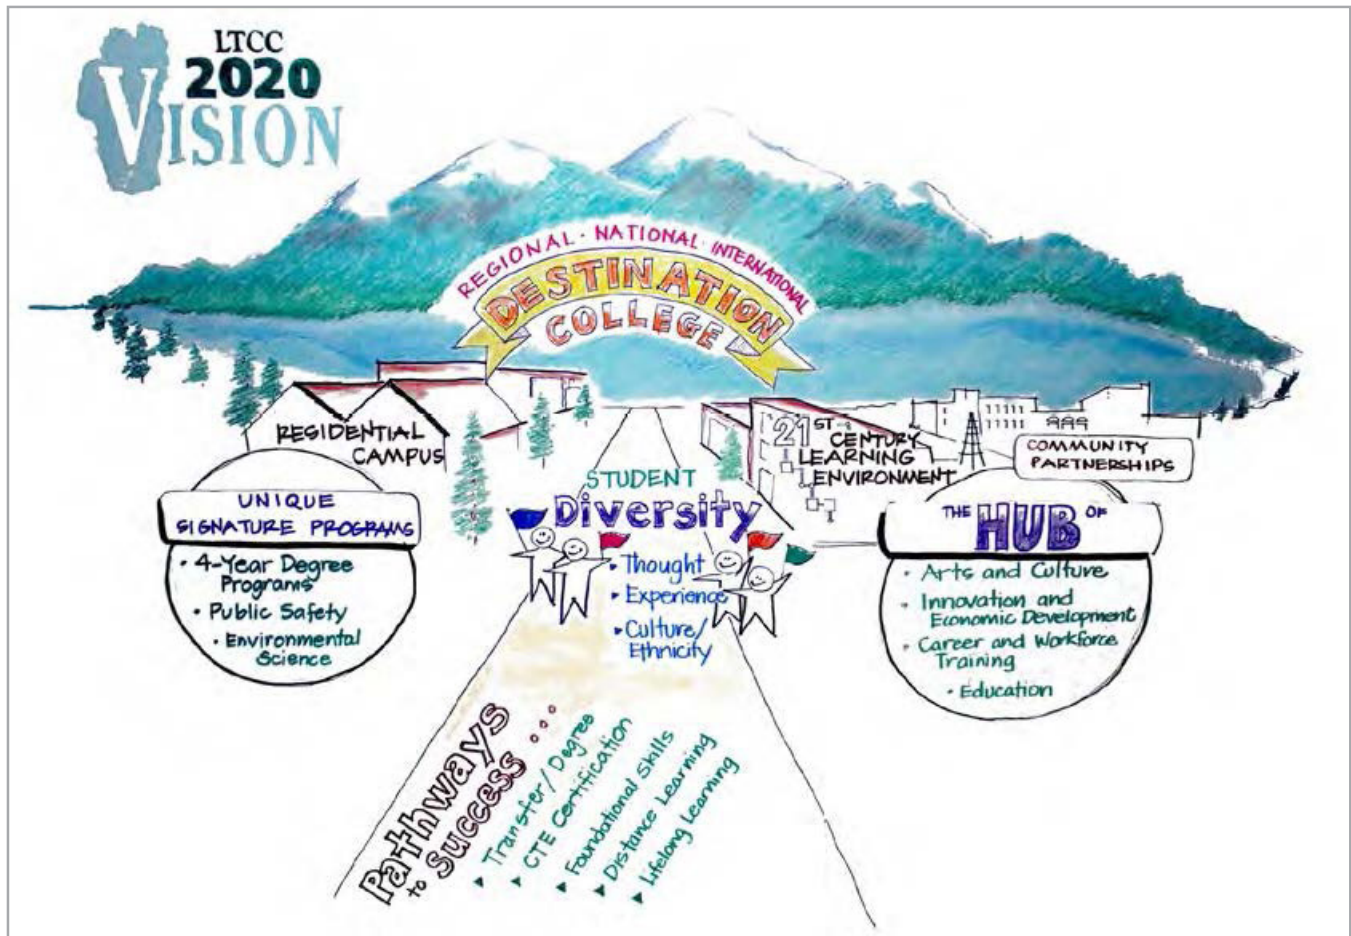 LTCC
2020
VISION
REGIONAL · NATIONAL · INTERNATIONAL
DESTINATION
COLLEGE
RESIDENTIAL
CAMPUS
21ST
CENTURY
LEARNING
ENVIRONMENT
COMMUNITY
PARTNERSHIPS
UNIQUE
SIGNATURE PROGRAMS
• 4-Year Degree
Programs
• Public Safety
• Environmental
Science
STUDENT
Diversity
• Thought
• Experience
• Culture/
Ethnicity
THE HUB OF
• Arts and Culture
• Innovation and
Economic Development
• Career and Workforce
Training
• Education
Pathways
to Success...
▸ Transfer/Degree
▸ CTE Certification
▸ Foundational Skills
▸ Distance Learning
▸ Lifelong Learning